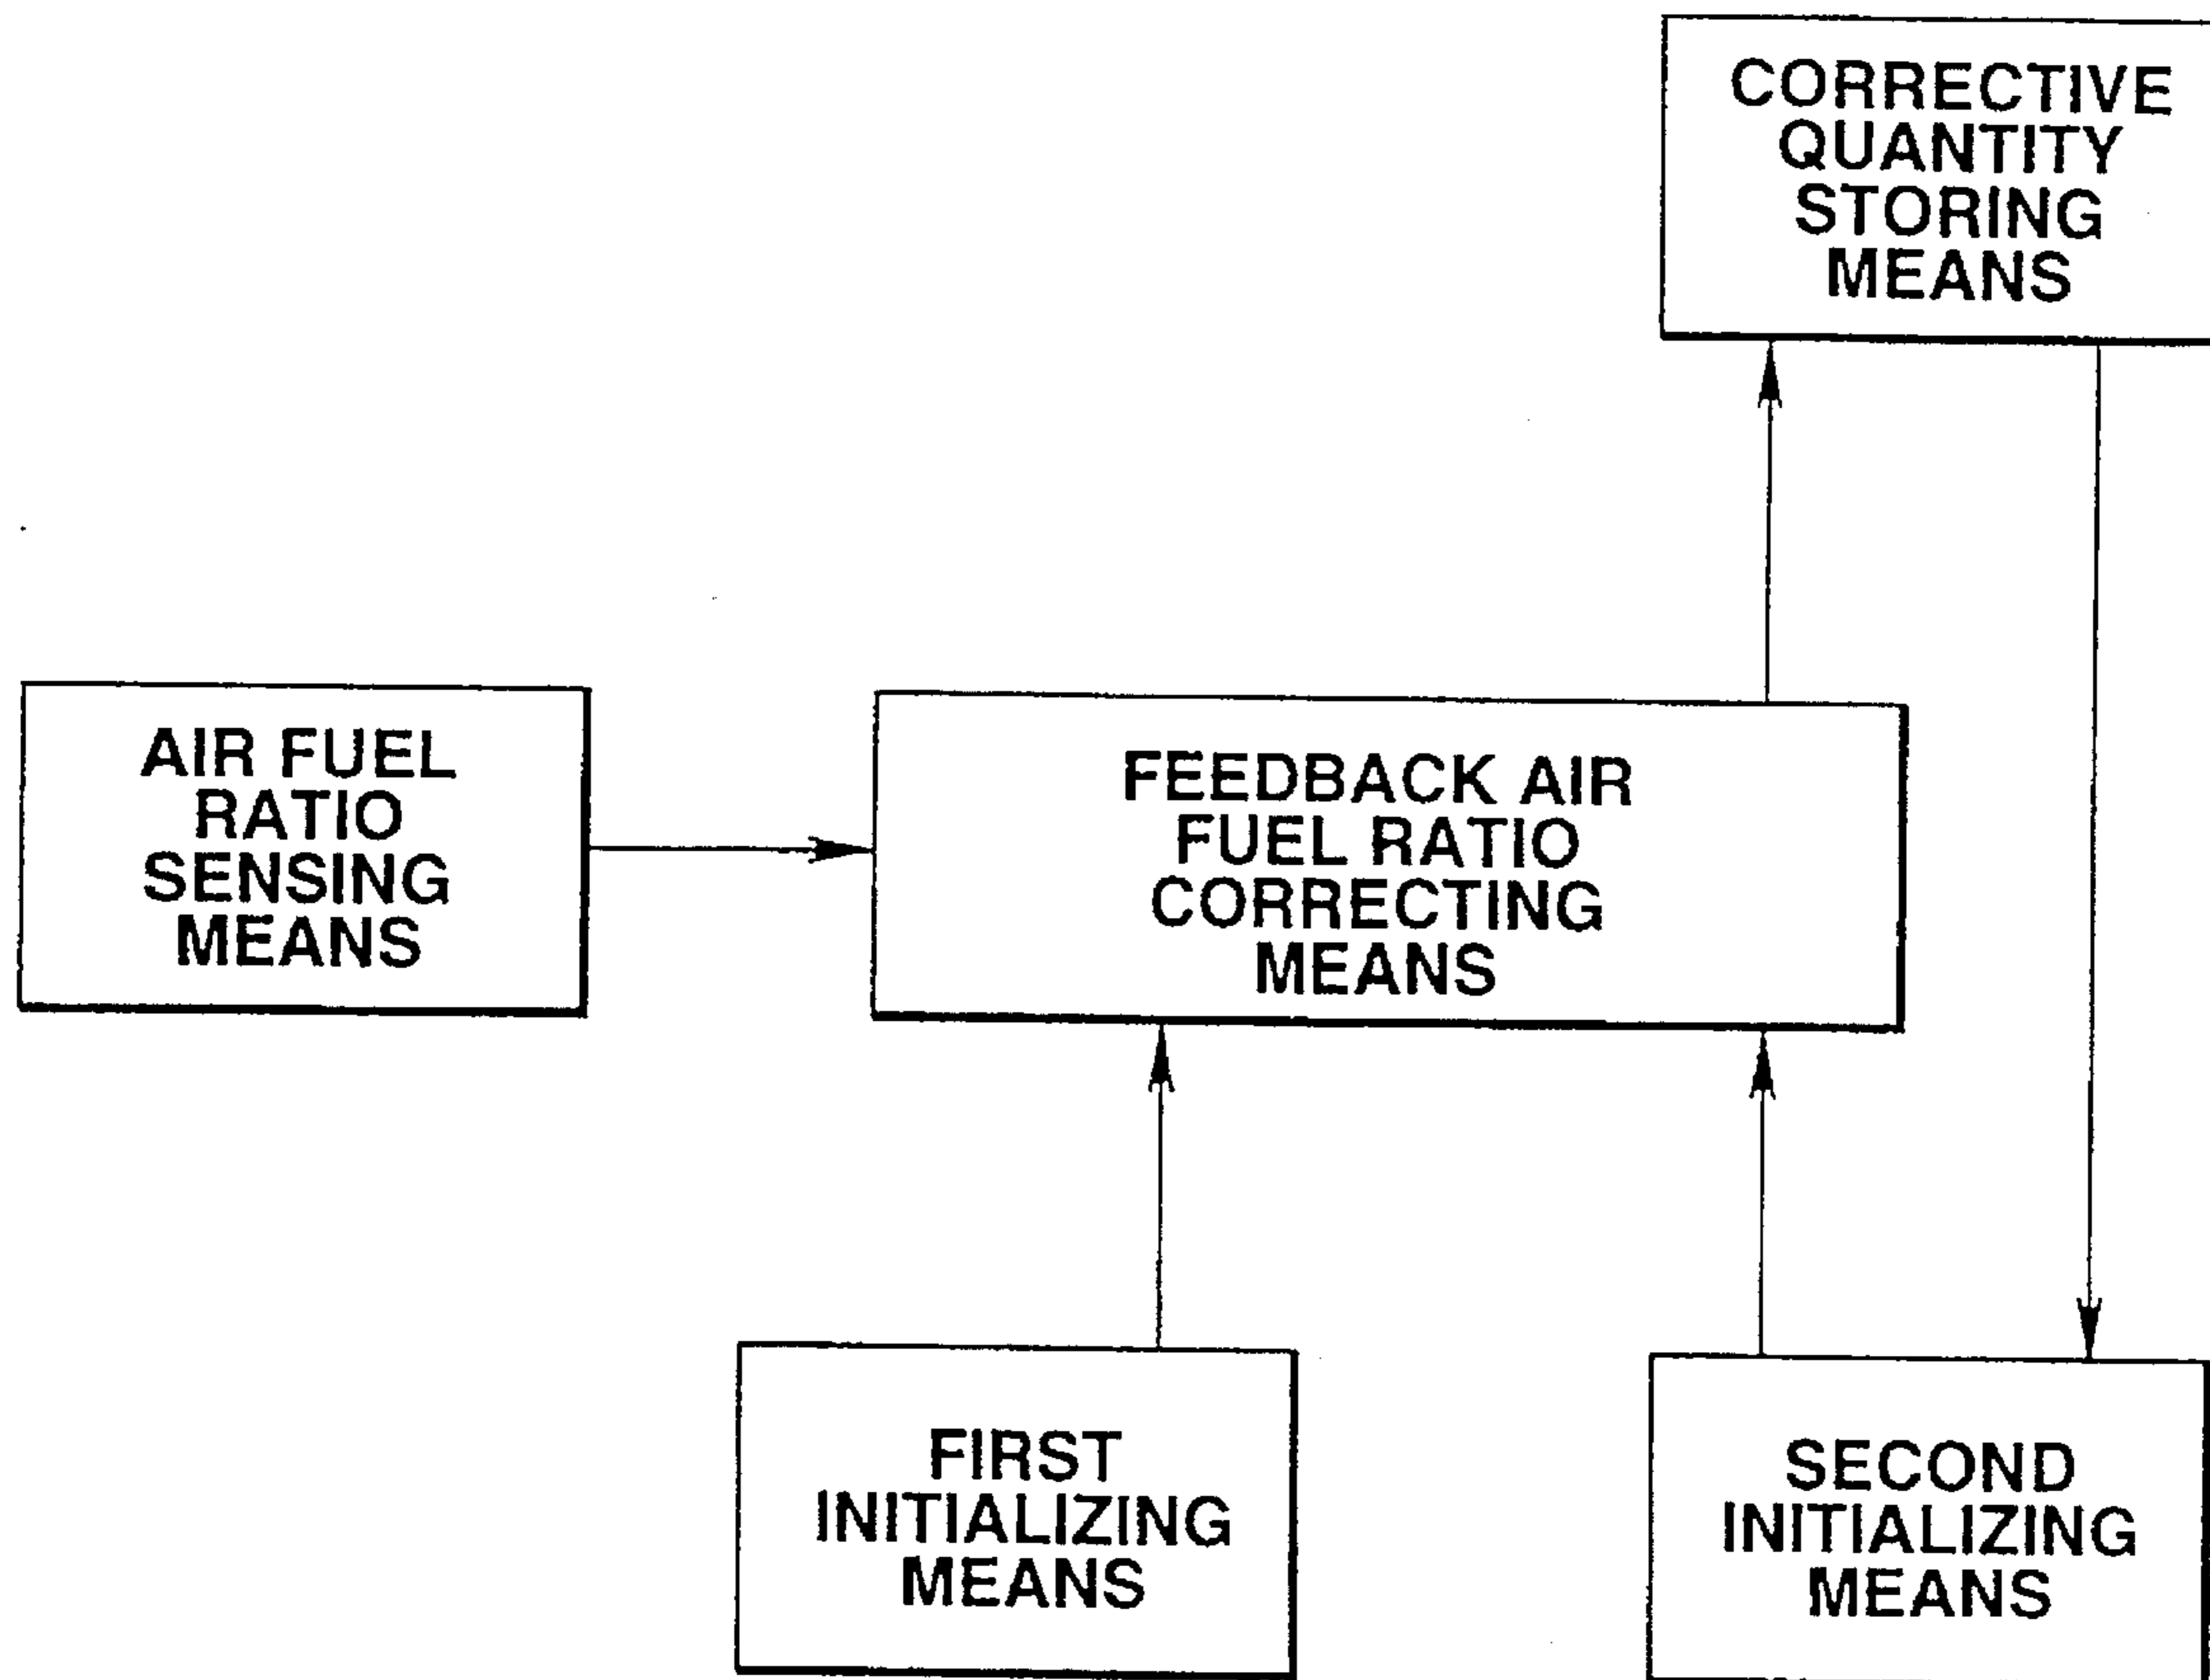 CORRECTIVE
QUANTITY
STORING
MEANS
AIR FUEL
RATIO
SENSING
MEANS
FEEDBACK AIR
FUEL RATIO
CORRECTING
MEANS
FIRST
INITIALIZING
MEANS
SECOND
INITIALIZING
MEANS